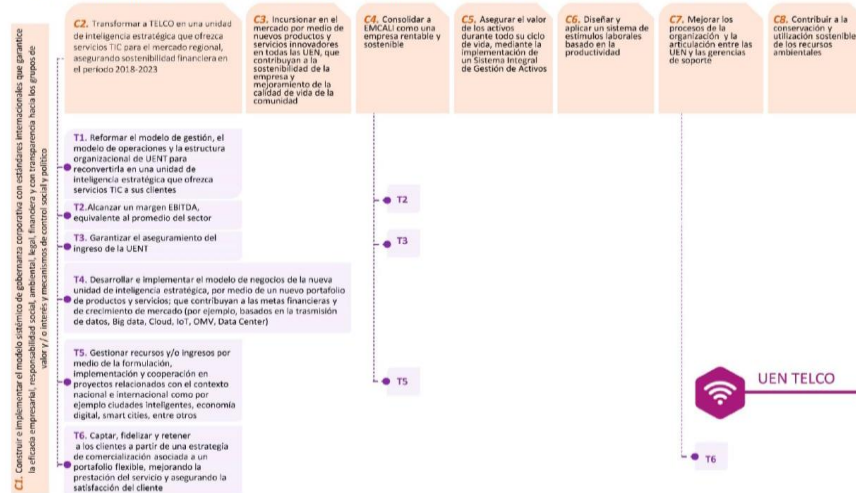 C1. Construir e implementar el modelo sistémico de gobernanza corporativa con estándares internacionales que garantice
la eficacia empresarial, responsabilidad social, ambiental, legal, financiera y con transparencia hacia los grupos de
valor y / o interés y mecanismos de control social y político
C2. Transformar a TELCO en una unidad
de inteligencia estratégica que ofrezca
servicios TIC para el mercado regional,
asegurando sostenibilidad financiera en
el período 2018-2023
C3. Incursionar en el
mercado por medio de
nuevos productos y
servicios innovadores
en todas las UEN, que
contribuyan a la
sostenibilidad de la
empresa y
mejoramiento de la
calidad de vida de la
comunidad
C4. Consolidar a
EMCALI como una
empresa rentable y
sostenible
C5. Asegurar el valor
de los activos
durante todo su ciclo
de vida, mediante la
implementación de
un Sistema Integral
de Gestión de Activos
C6. Diseñar y
aplicar un sistema de
estímulos laborales
basado en la
productividad
C7. Mejorar los
procesos de la
organización y la
articulación entre las
UEN y las gerencias
de soporte
C8. Contribuir a la
conservación y
utilización sostenible
de los recursos
ambientales
T1. Reformar el modelo de gestión, el
modelo de operaciones y la estructura
organizacional de UENT para
reconvertirla en una unidad de
inteligencia estratégica que ofrezca
servicios TIC a sus clientes
T2.Alcanzar un margen EBITDA,
equivalente al promedio del sector
T2
T3. Garantizar el aseguramiento del
ingreso de la UENT
T3
T4. Desarrollar e implementar el modelo de negocios de la nueva
unidad de inteligencia estratégica, por medio de un nuevo portafolio
de productos y servicios; que contribuyan a las metas financieras y
de crecimiento de mercado (por ejemplo, basados en la trasmisión
de datos, Big data, Cloud, IoT, OMV, Data Center)
T5. Gestionar recursos y/o ingresos por
medio de la formulación,
implementación y cooperación en
proyectos relacionados con el contexto
nacional e internacional como por
ejemplo ciudades inteligentes, economía
digital, smart cities, entre otros
T5
UEN TELCO
T6. Captar, fidelizar y retener
a los clientes a partir de una estrategia
de comercialización asociada a un
portafolio flexible, mejorando la
prestación del servicio y asegurando la
satisfacción del cliente
T6